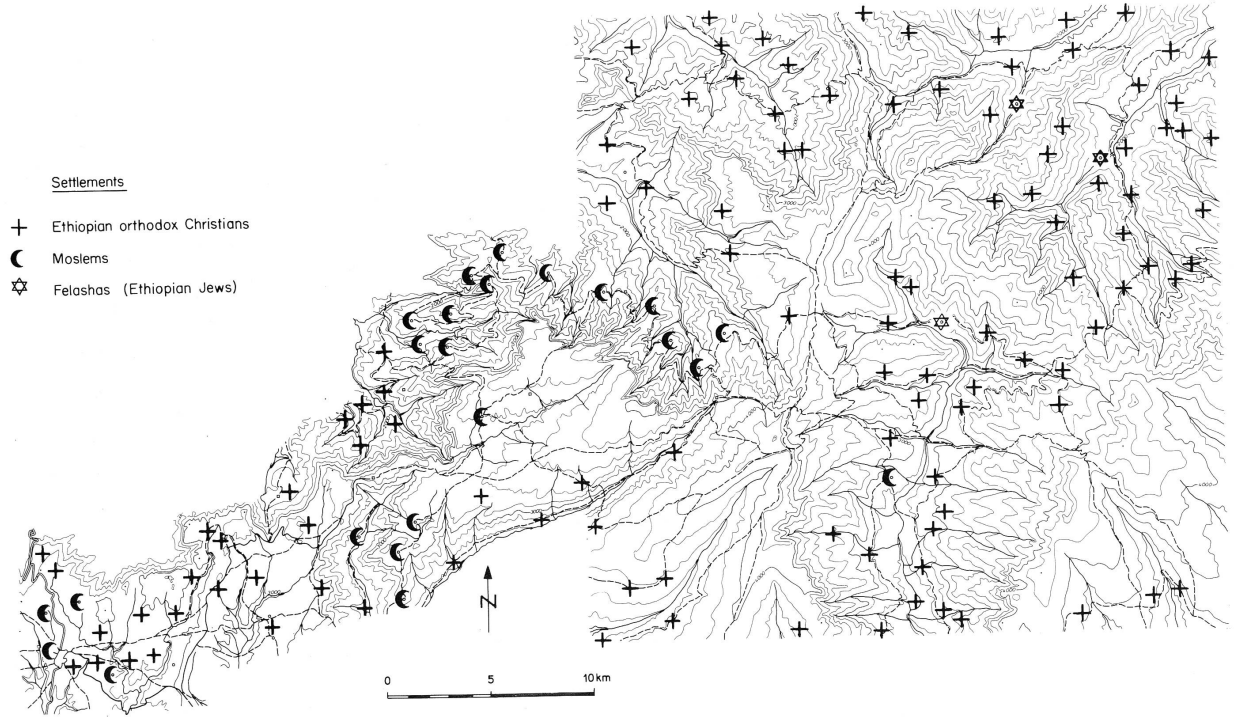 Settlements
Ethiopian orthodox Christians
Moslems
Felashas (Ethiopian Jews)
N
0 5 10 km